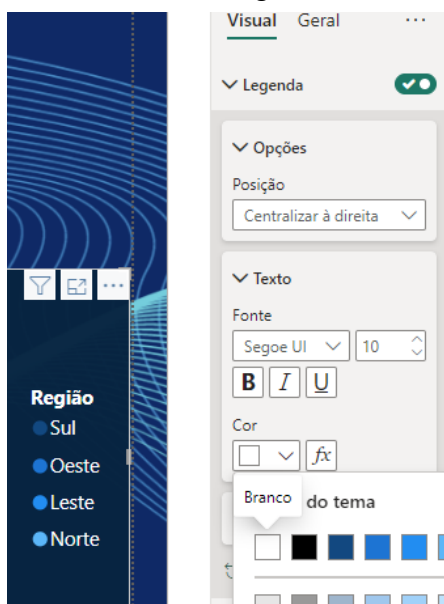 Visual Geral ...
Legenda
Opções
Posição
Centralizar à direita
Texto
Fonte
Segoe UI 10
B I U
Cor
fx
Branco do tema
Região
Sul
Oeste
Leste
Norte